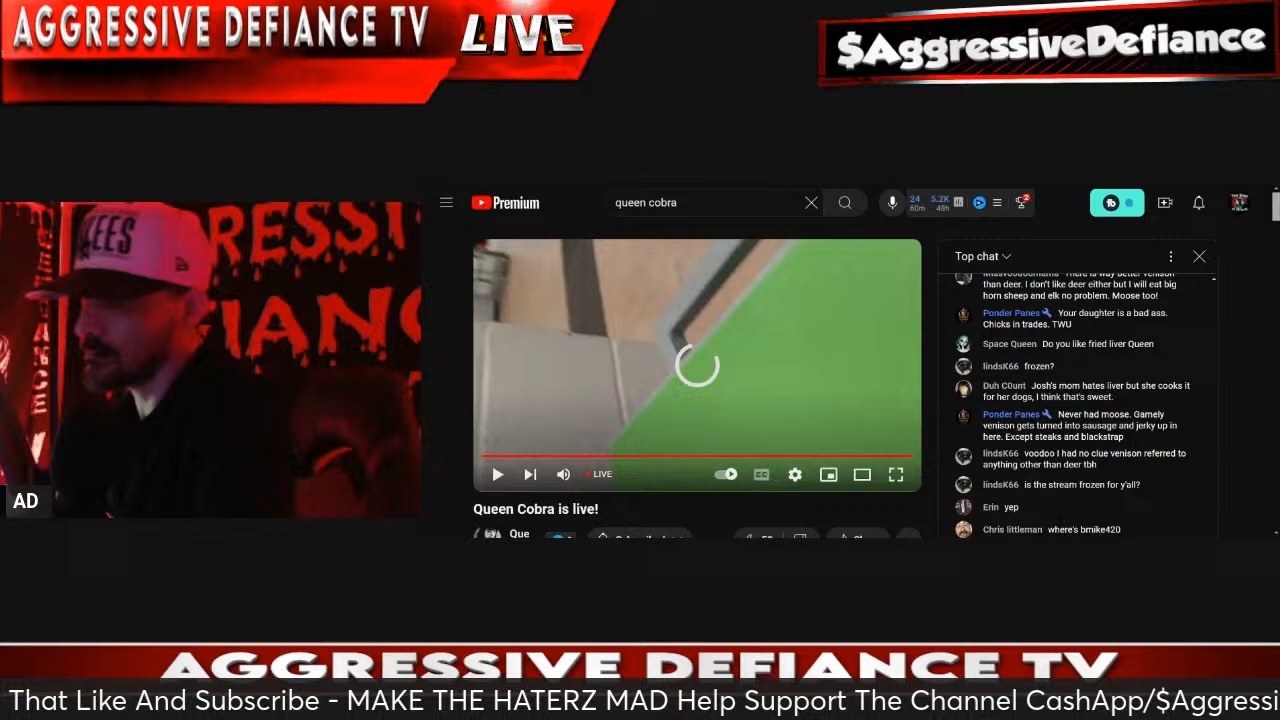 AGGRESSIVE DEFIANCE TV
LIVE
$AggressiveDefiance
Premium
queen cobra
24
60m
5.2K
48h
2
Top chat
There is way better venison
than deer. I don't like deer either but I will eat big
horn sheep and elk no problem. Moose too!
Ponder Panes Your daughter is a bad ass.
Chicks in trades. TWU
Space Queen Do you like fried liver Queen
lindsK66 frozen?
Duh C0unt Josh's mom hates liver but she cooks it
for her dogs, I think that's sweet.
Ponder Panes Never had moose. Gamely
venison gets turned into sausage and jerky up in
here. Except steaks and blackstrap
lindsK66 voodoo I had no clue venison referred to
anything other than deer tbh
lindsK66 is the stream frozen for y'all?
Erin yep
Chris littleman where's bmike420
LIVE
Queen Cobra is live!
Que
AD
AGGRESSIVE DEFIANCE TV
That Like And Subscribe - MAKE THE HATERZ MAD Help Support The Channel CashApp/$Aggressi